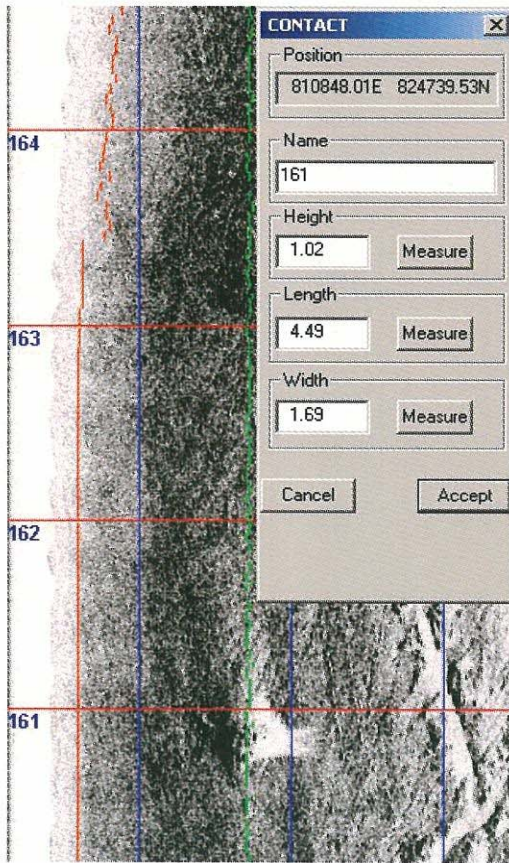 CONTACT
Position
810848.01E 824739.53N
Name
161
Height
1.02 Measure
Length
4.49 Measure
Width
1.69 Measure
Cancel Accept
164
163
162
161